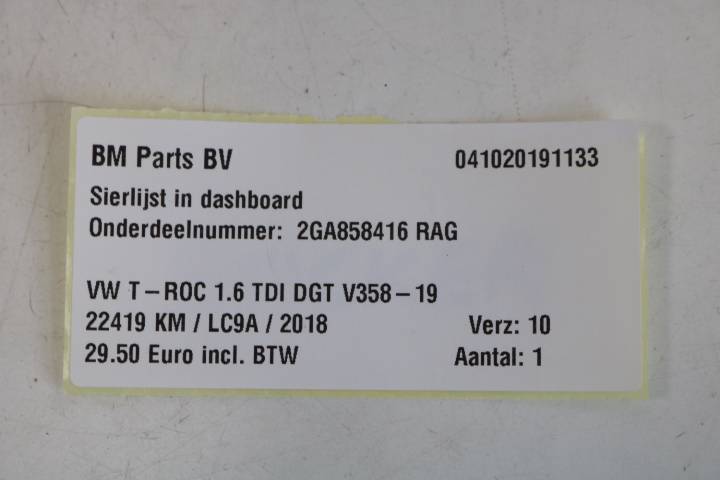 BM Parts BV 041020191133
Sierlijst in dashboard
Onderdeelnummer: 2GA858416 RAG
VW T-ROC 1.6 TDI DGT V358-19
22419 KM / LC9A / 2018 Verz: 10
29.50 Euro incl. BTW Aantal: 1